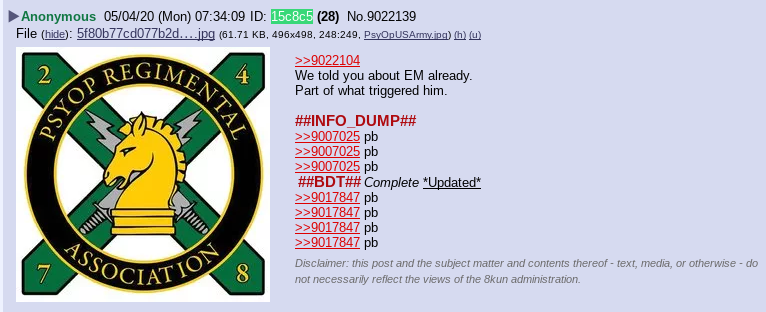 ▶Anonymous 05/04/20 (Mon) 07:34:09 ID: 15c8c5 (28) No.9022139
File (hide): 5f80b77cd077b2d….jpg (61.71 KB, 496x498, 248:249, PsyOpUSArmy.jpg) (h) (u)
2 4
PSYOP REGIMENTAL
ASSOCIATION
7 8
>>9022104
We told you about EM already.
Part of what triggered him.
##INFO_DUMP##
>>9007025 pb
>>9007025 pb
>>9007025 pb
##BDT## Complete *Updated*
>>9017847 pb
>>9017847 pb
>>9017847 pb
>>9017847 pb
Disclaimer: this post and the subject matter and contents thereof - text, media, or otherwise - do
not necessarily reflect the views of the 8kun administration.